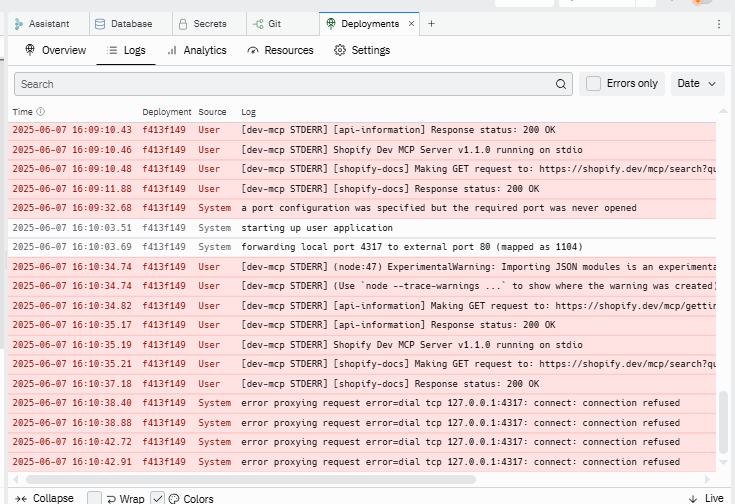 Assistant Database Secrets Git Deployments × +
Overview Logs Analytics Resources Settings
Search Errors only Date
Time Deployment Source Log
2025-06-07 16:09:10.43 f413f149 User [dev-mcp STDERR] [api-information] Response status: 200 OK
2025-06-07 16:09:10.46 f413f149 User [dev-mcp STDERR] Shopify Dev MCP Server v1.1.0 running on stdio
2025-06-07 16:09:10.48 f413f149 User [dev-mcp STDERR] [shopify-docs] Making GET request to: https://shopify.dev/mcp/search?qu
2025-06-07 16:09:11.88 f413f149 User [dev-mcp STDERR] [shopify-docs] Response status: 200 OK
2025-06-07 16:09:32.68 f413f149 System a port configuration was specified but the required port was never opened
2025-06-07 16:10:03.51 f413f149 System starting up user application
2025-06-07 16:10:03.69 f413f149 System forwarding local port 4317 to external port 80 (mapped as 1104)
2025-06-07 16:10:34.74 f413f149 User [dev-mcp STDERR] (node:47) ExperimentalWarning: Importing JSON modules is an experimenta
2025-06-07 16:10:34.74 f413f149 User [dev-mcp STDERR] (Use `node --trace-warnings ...` to show where the warning was created)
2025-06-07 16:10:34.82 f413f149 User [dev-mcp STDERR] [api-information] Making GET request to: https://shopify.dev/mcp/gettin
2025-06-07 16:10:35.17 f413f149 User [dev-mcp STDERR] [api-information] Response status: 200 OK
2025-06-07 16:10:35.19 f413f149 User [dev-mcp STDERR] Shopify Dev MCP Server v1.1.0 running on stdio
2025-06-07 16:10:35.21 f413f149 User [dev-mcp STDERR] [shopify-docs] Making GET request to: https://shopify.dev/mcp/search?qu
2025-06-07 16:10:37.18 f413f149 User [dev-mcp STDERR] [shopify-docs] Response status: 200 OK
2025-06-07 16:10:38.40 f413f149 System error proxying request error=dial tcp 127.0.0.1:4317: connect: connection refused
2025-06-07 16:10:38.88 f413f149 System error proxying request error=dial tcp 127.0.0.1:4317: connect: connection refused
2025-06-07 16:10:42.72 f413f149 System error proxying request error=dial tcp 127.0.0.1:4317: connect: connection refused
2025-06-07 16:10:42.91 f413f149 System error proxying request error=dial tcp 127.0.0.1:4317: connect: connection refused
Collapse Wrap Colors Live